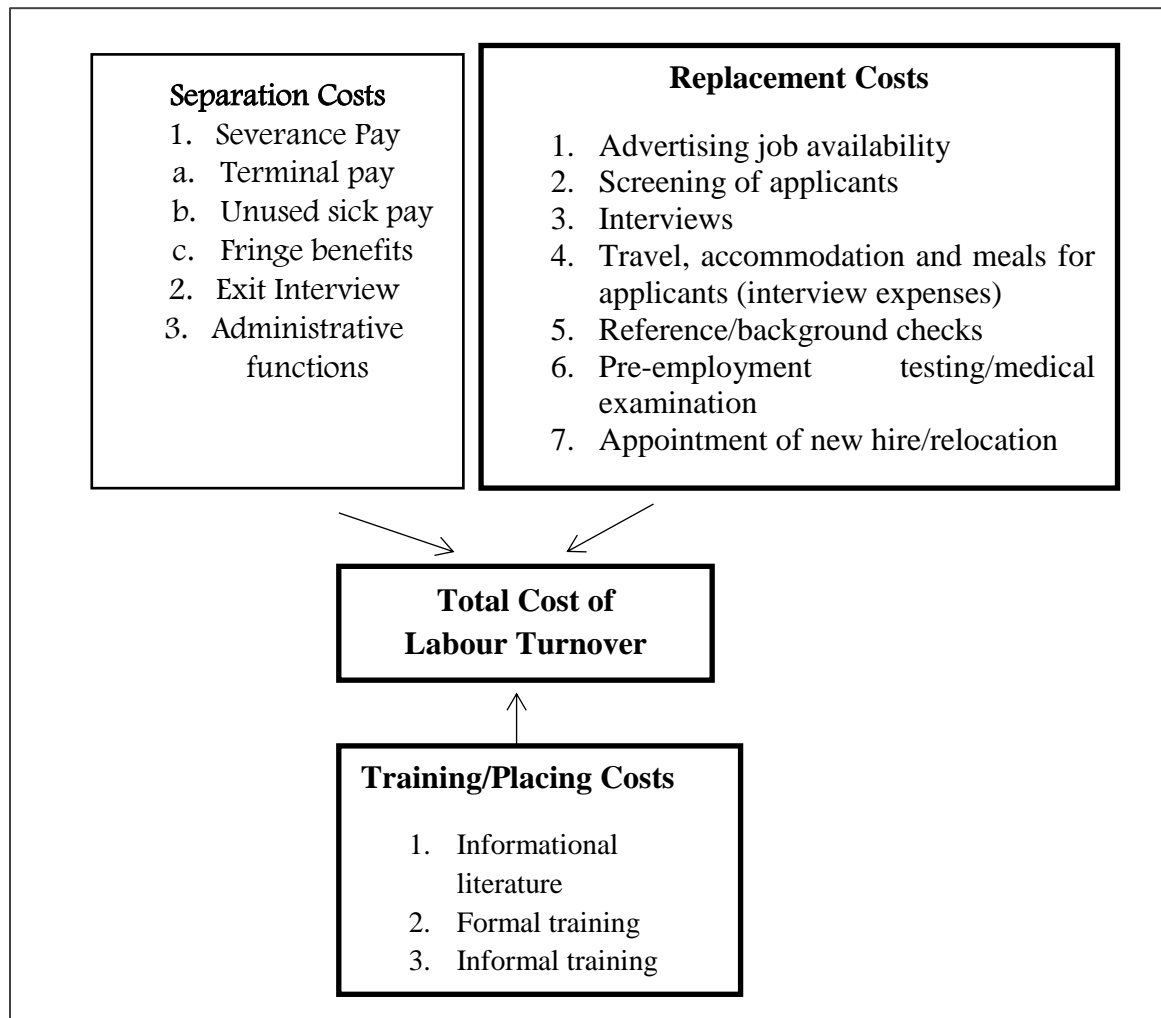 Separation Costs
1. Severance Pay
a. Terminal pay
b. Unused sick pay
c. Fringe benefits
2. Exit Interview
3. Administrative
functions
Replacement Costs
1. Advertising job availability
2. Screening of applicants
3. Interviews
4. Travel, accommodation and meals for
applicants (interview expenses)
5. Reference/background checks
6. Pre-employment testing/medical
examination
7. Appointment of new hire/relocation
Total Cost of
Labour Turnover
Training/Placing Costs
1. Informational
literature
2. Formal training
3. Informal training